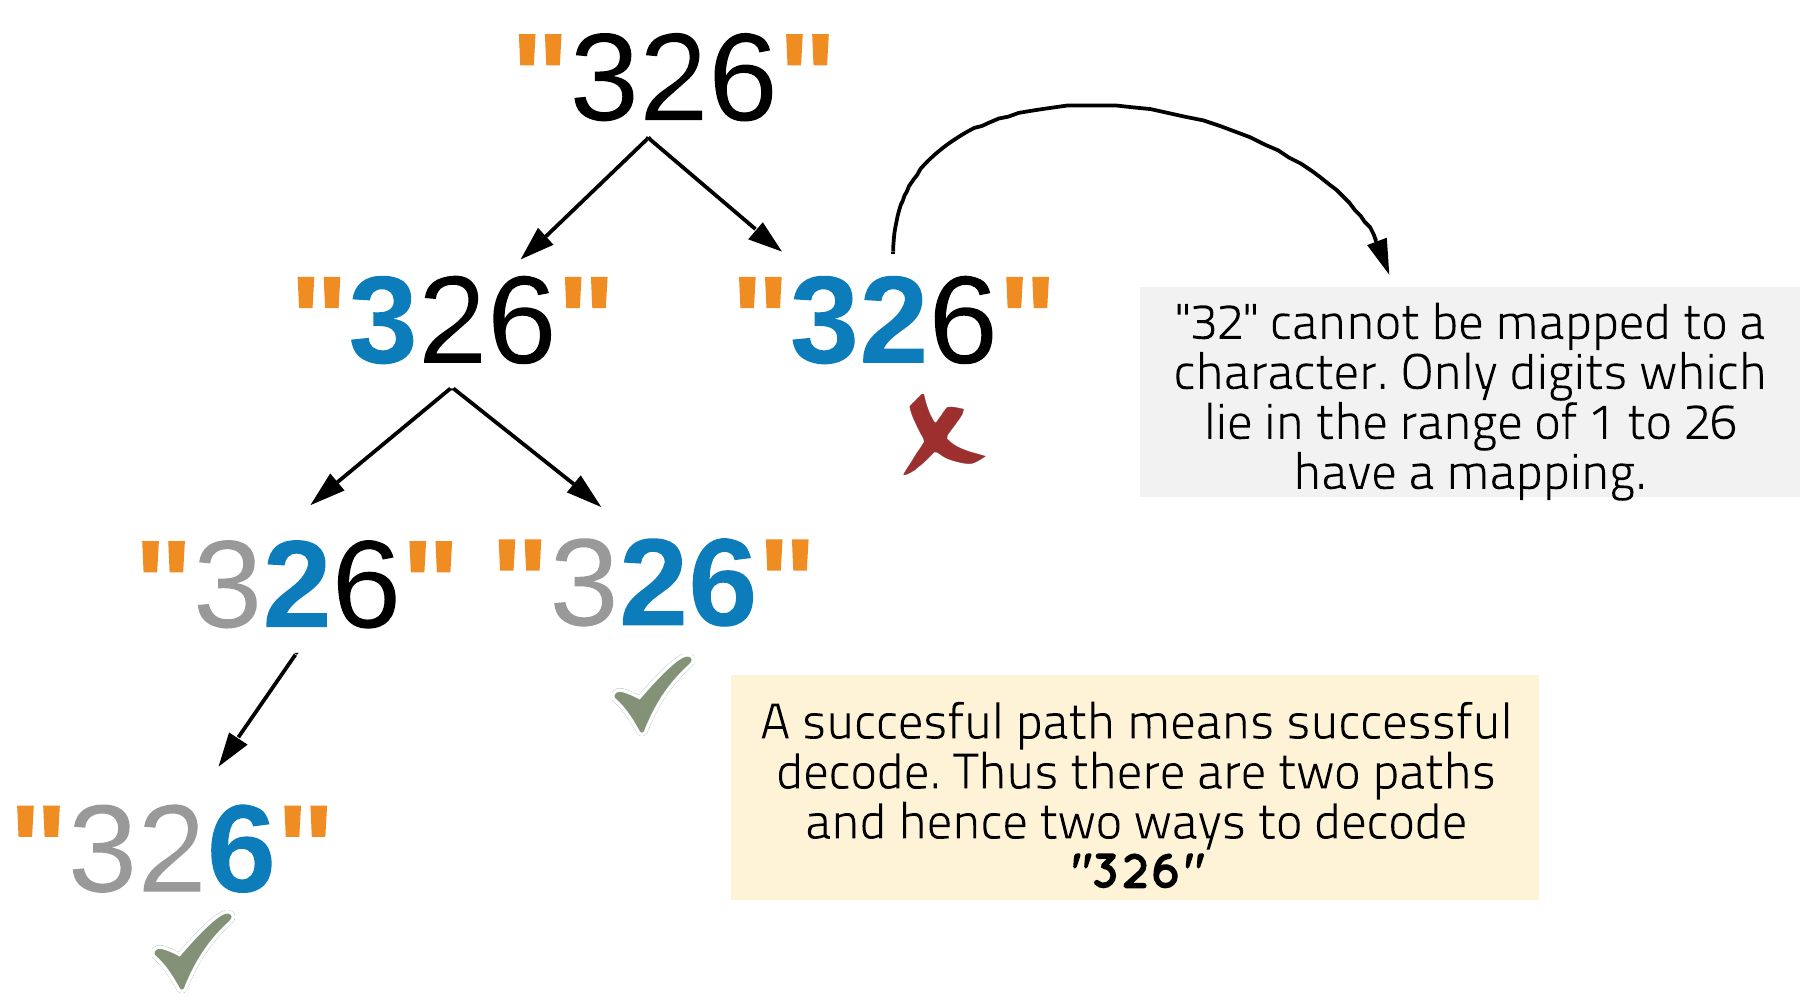 "326"
"326" "326"
"32" cannot be mapped to a
character. Only digits which
lie in the range of 1 to 26
have a mapping.
"326" "326"
A succesful path means successful
decode. Thus there are two paths
and hence two ways to decode
"326"
"326"